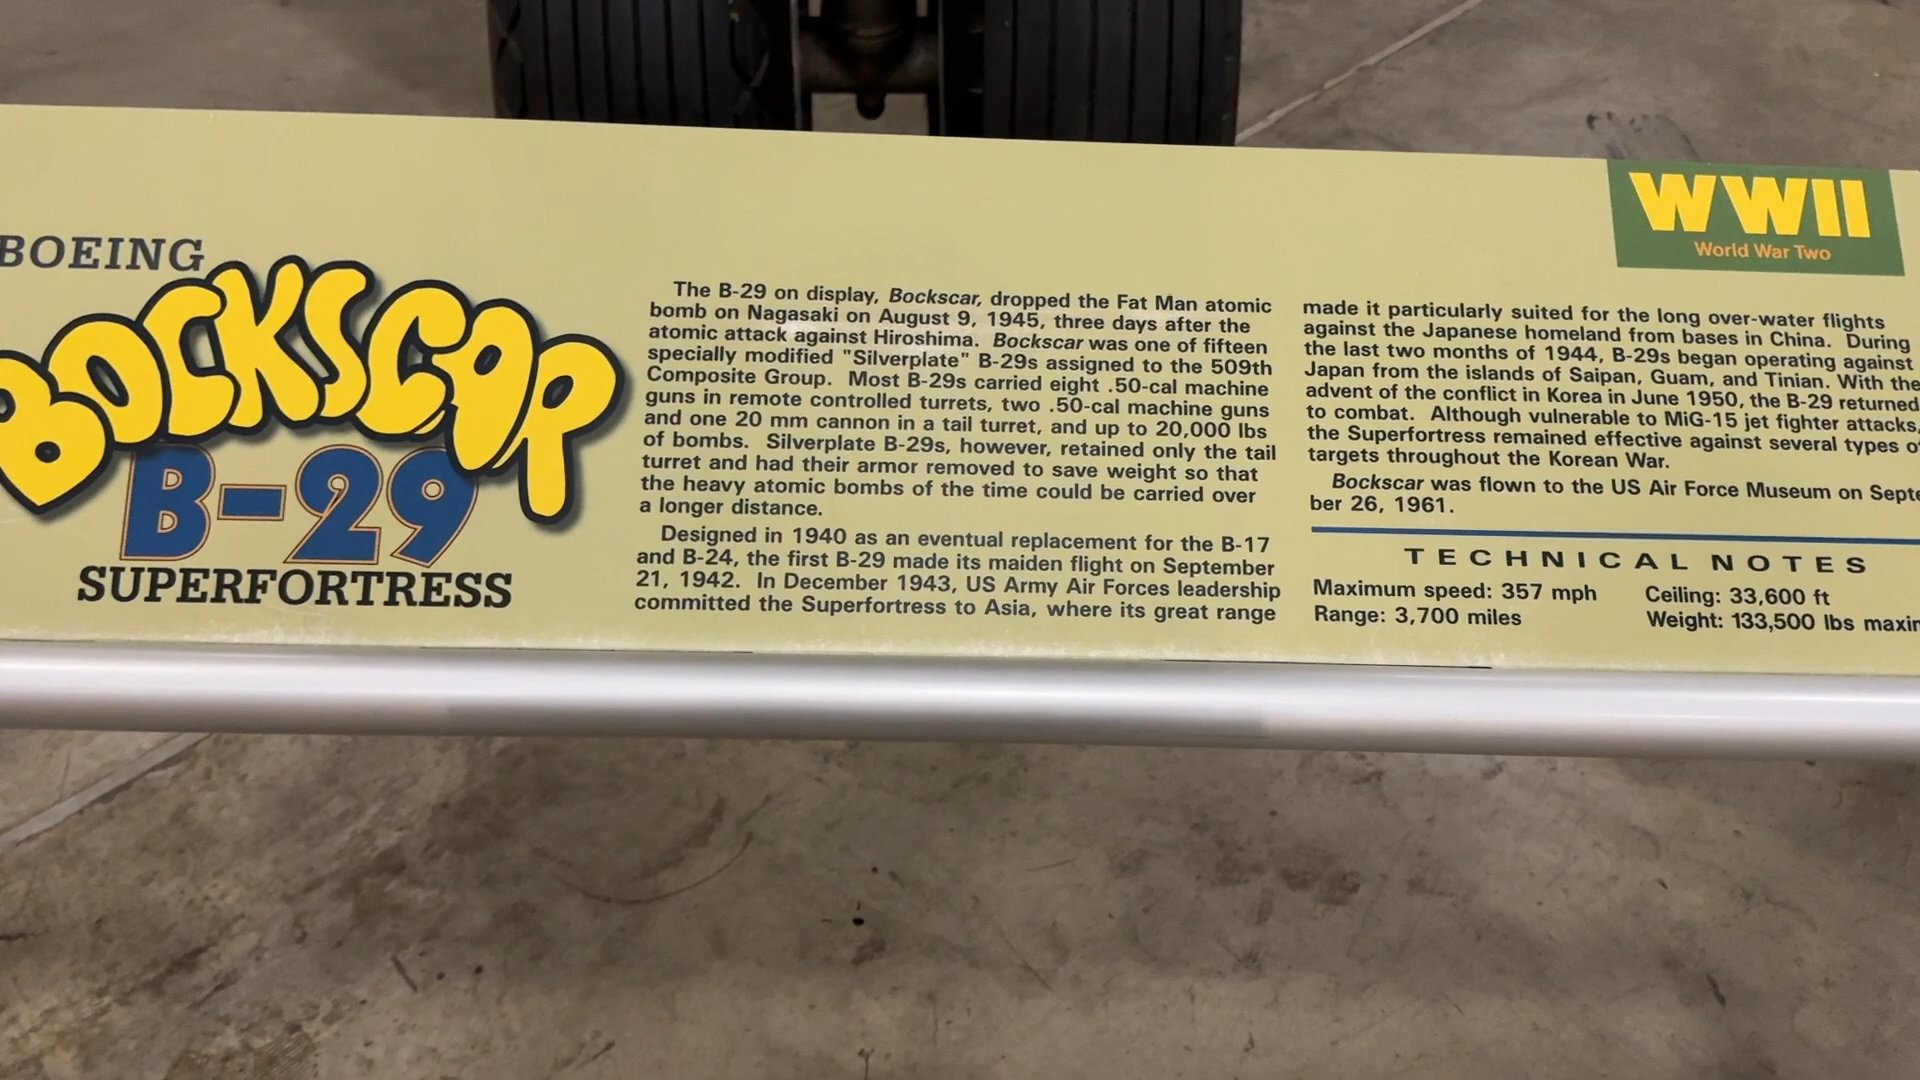 BOEING
BOCKSCAR
B-29
SUPERFORTRESS
The B-29 on display, Bockscar, dropped the Fat Man atomic
bomb on Nagasaki on August 9, 1945, three days after the
atomic attack against Hiroshima. Bockscar was one of fifteen
specially modified "Silverplate" B-29s assigned to the 509th
Composite Group. Most B-29s carried eight .50-cal machine
guns in remote controlled turrets, two .50-cal machine guns
and one 20 mm cannon in a tail turret, and up to 20,000 lbs
of bombs. Silverplate B-29s, however, retained only the tail
turret and had their armor removed to save weight so that
the heavy atomic bombs of the time could be carried over
a longer distance.
Designed in 1940 as an eventual replacement for the B-17
and B-24, the first B-29 made its maiden flight on September
21, 1942. In December 1943, US Army Air Forces leadership
committed the Superfortress to Asia, where its great range
WWII
World War Two
made it particularly suited for the long over-water flights
against the Japanese homeland from bases in China. During
the last two months of 1944, B-29s began operating against
Japan from the islands of Saipan, Guam, and Tinian. With the
advent of the conflict in Korea in June 1950, the B-29 returned
to combat. Although vulnerable to MiG-15 jet fighter attacks,
the Superfortress remained effective against several types of
targets throughout the Korean War.
Bockscar was flown to the US Air Force Museum on Septe
ber 26, 1961.
TECHNICAL NOTES
Maximum speed: 357 mph
Range: 3,700 miles
Ceiling: 33,600 ft
Weight: 133,500 lbs maxi